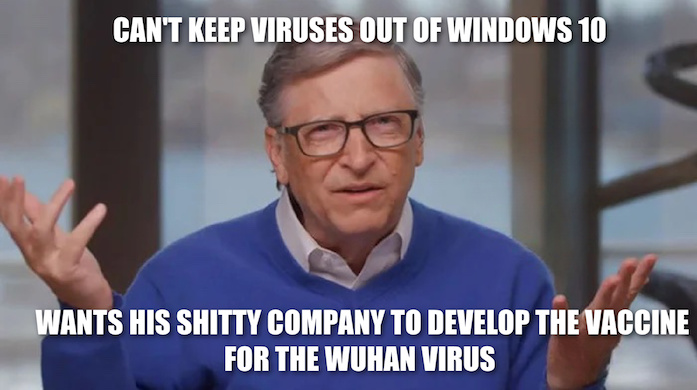 CAN'T KEEP VIRUSES OUT OF WINDOWS 10
WANTS HIS SHITTY COMPANY TO DEVELOP THE VACCINE
FOR THE WUHAN VIRUS